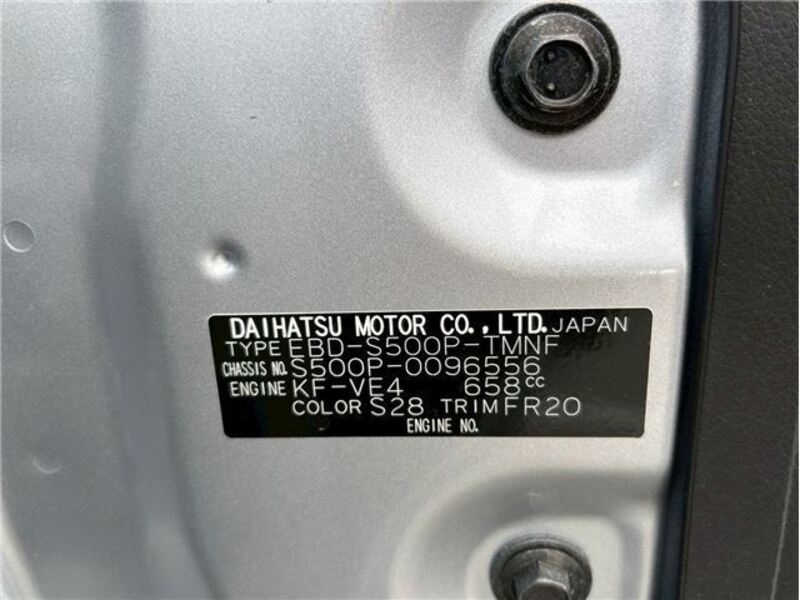 DAIHATSU MOTOR CO.,LTD. JAPAN
TYPE EBD-S500P-TMNF
CHASSIS NO. S500P-0096556
ENGINE KF-VE4 658cc
COLOR S28 TRIM FR20
ENGINE NO.